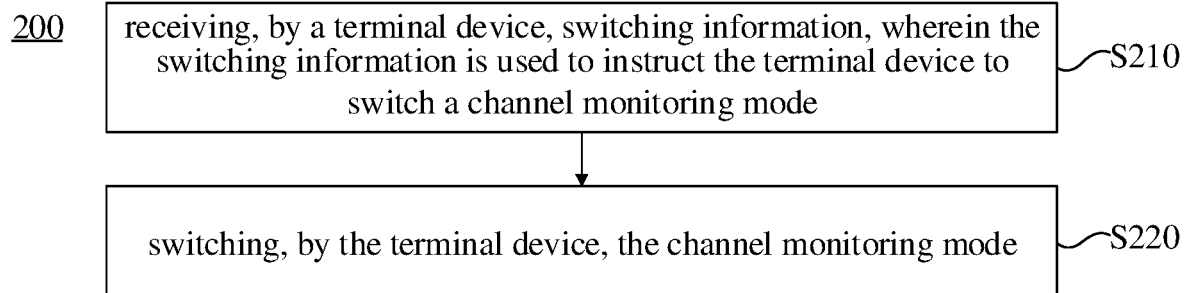 200
receiving, by a terminal device, switching information, wherein the
switching information is used to instruct the terminal device to
switch a channel monitoring mode
S210
switching, by the terminal device, the channel monitoring mode
S220